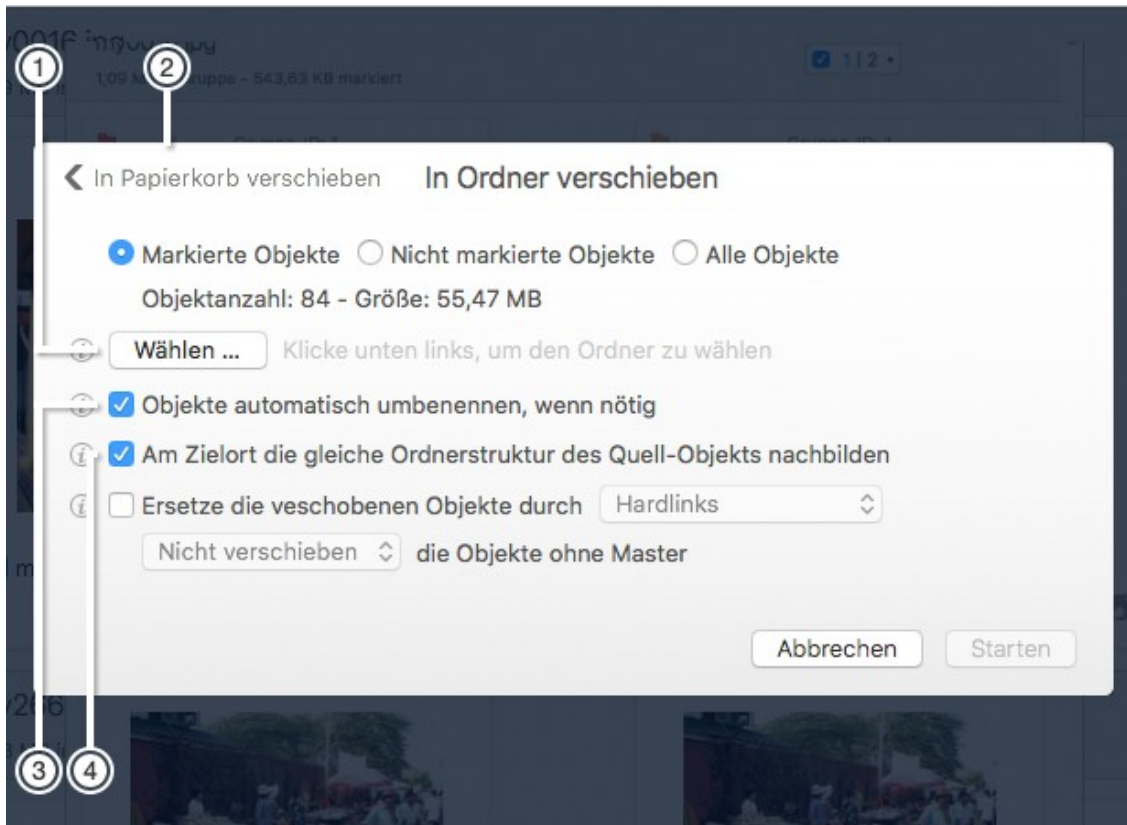 1 | 2
1
2
In Papierkorb verschieben In Ordner verschieben
Markierte Objekte Nicht markierte Objekte Alle Objekte
Objektanzahl: 84 - Größe: 55,47 MB
Wählen ... Klicke unten links, um den Ordner zu wählen
Objekte automatisch umbenennen, wenn nötig
Am Zielort die gleiche Ordnerstruktur des Quell-Objekts nachbilden
Ersetze die veschobenen Objekte durch Hardlinks
Nicht verschieben die Objekte ohne Master
Abbrechen Starten
3
4